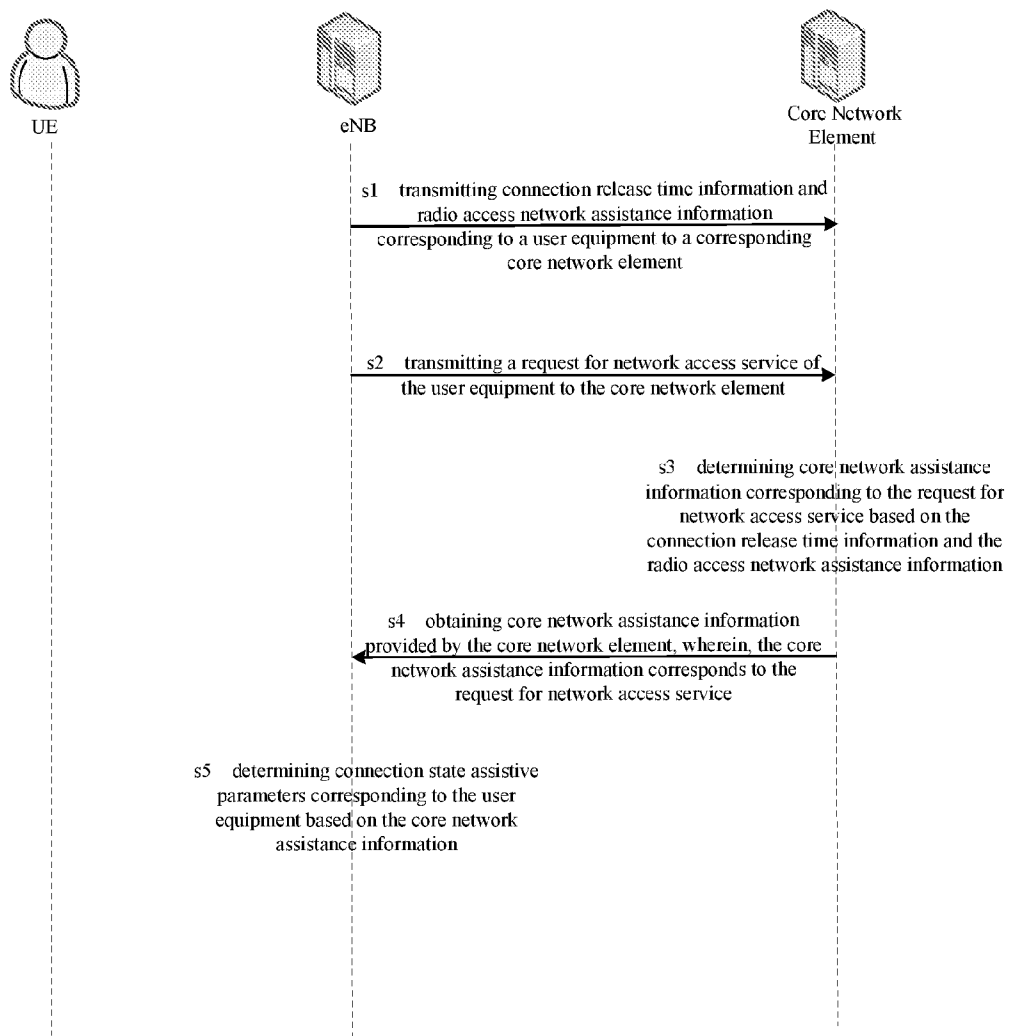 UE
eNB
Core Network
Element
s1 transmitting connection release time information and
radio access network assistance information
corresponding to a user equipment to a corresponding
core network element
s2 transmitting a request for network access service of
the user equipment to the core network element
s3 determining core network assistance
information corresponding to the request for
network access service based on the
connection release time information and the
radio access network assistance information
s4 obtaining core network assistance information
provided by the core network element, wherein, the core
network assistance information corresponds to the
request for network access service
s5 determining connection state assistive
parameters corresponding to the user
equipment based on the core network
assistance information